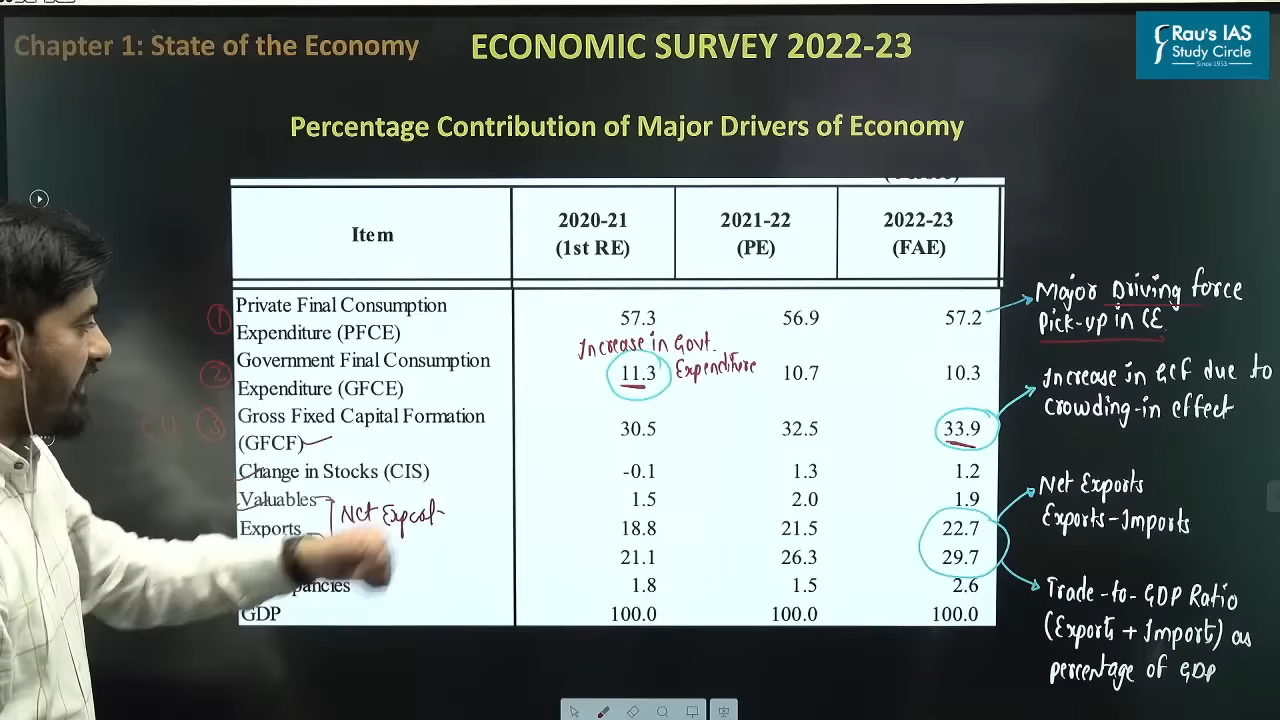 Chapter 1: State of the Economy
ECONOMIC SURVEY 2022-23
Rau's IAS
Study Circle
Since 1953
Percentage Contribution of Major Drivers of Economy
Item
2020-21
(1st RE)
2021-22
(PE)
2022-23
(FAE)
① Private Final Consumption
Expenditure (PFCE) 57.3 56.9 57.2
Major Driving force
Pick-up in CE
Increase in Govt.
Expenditure
② Government Final Consumption
Expenditure (GFCE) 11.3 10.7 10.3
③ Gross Fixed Capital Formation
(GFCF) 30.5 32.5 33.9
Increase in GCF due to
crowding-in effect
Change in Stocks (CIS) -0.1 1.3 1.2
Valuables 1.5 2.0 1.9
Net
Exports 18.8 21.5 22.7
21.1 26.3 29.7
Net Exports
Exports-Imports
1.8 1.5 2.6
GDP 100.0 100.0 100.0
Trade-to-GDP Ratio
(Export + Import) as
percentage of GDP